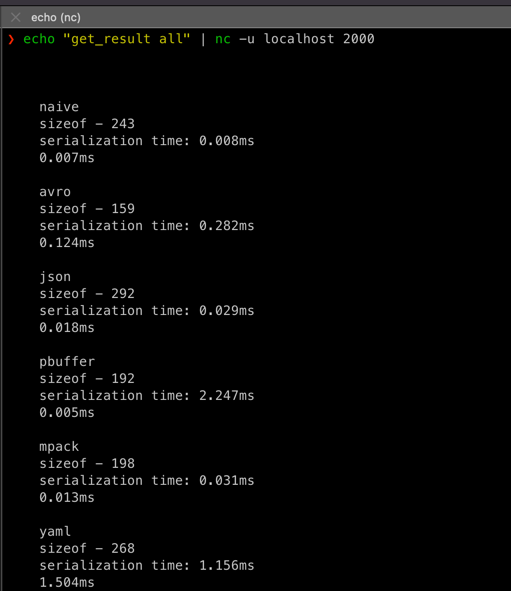 echo (nc)
❯ echo "get_result all" | nc -u localhost 2000
naive
sizeof - 243
serialization time: 0.008ms
0.007ms
avro
sizeof - 159
serialization time: 0.282ms
0.124ms
json
sizeof - 292
serialization time: 0.029ms
0.018ms
pbuffer
sizeof - 192
serialization time: 2.247ms
0.005ms
mpack
sizeof - 198
serialization time: 0.031ms
0.013ms
yaml
sizeof - 268
serialization time: 1.156ms
1.504ms